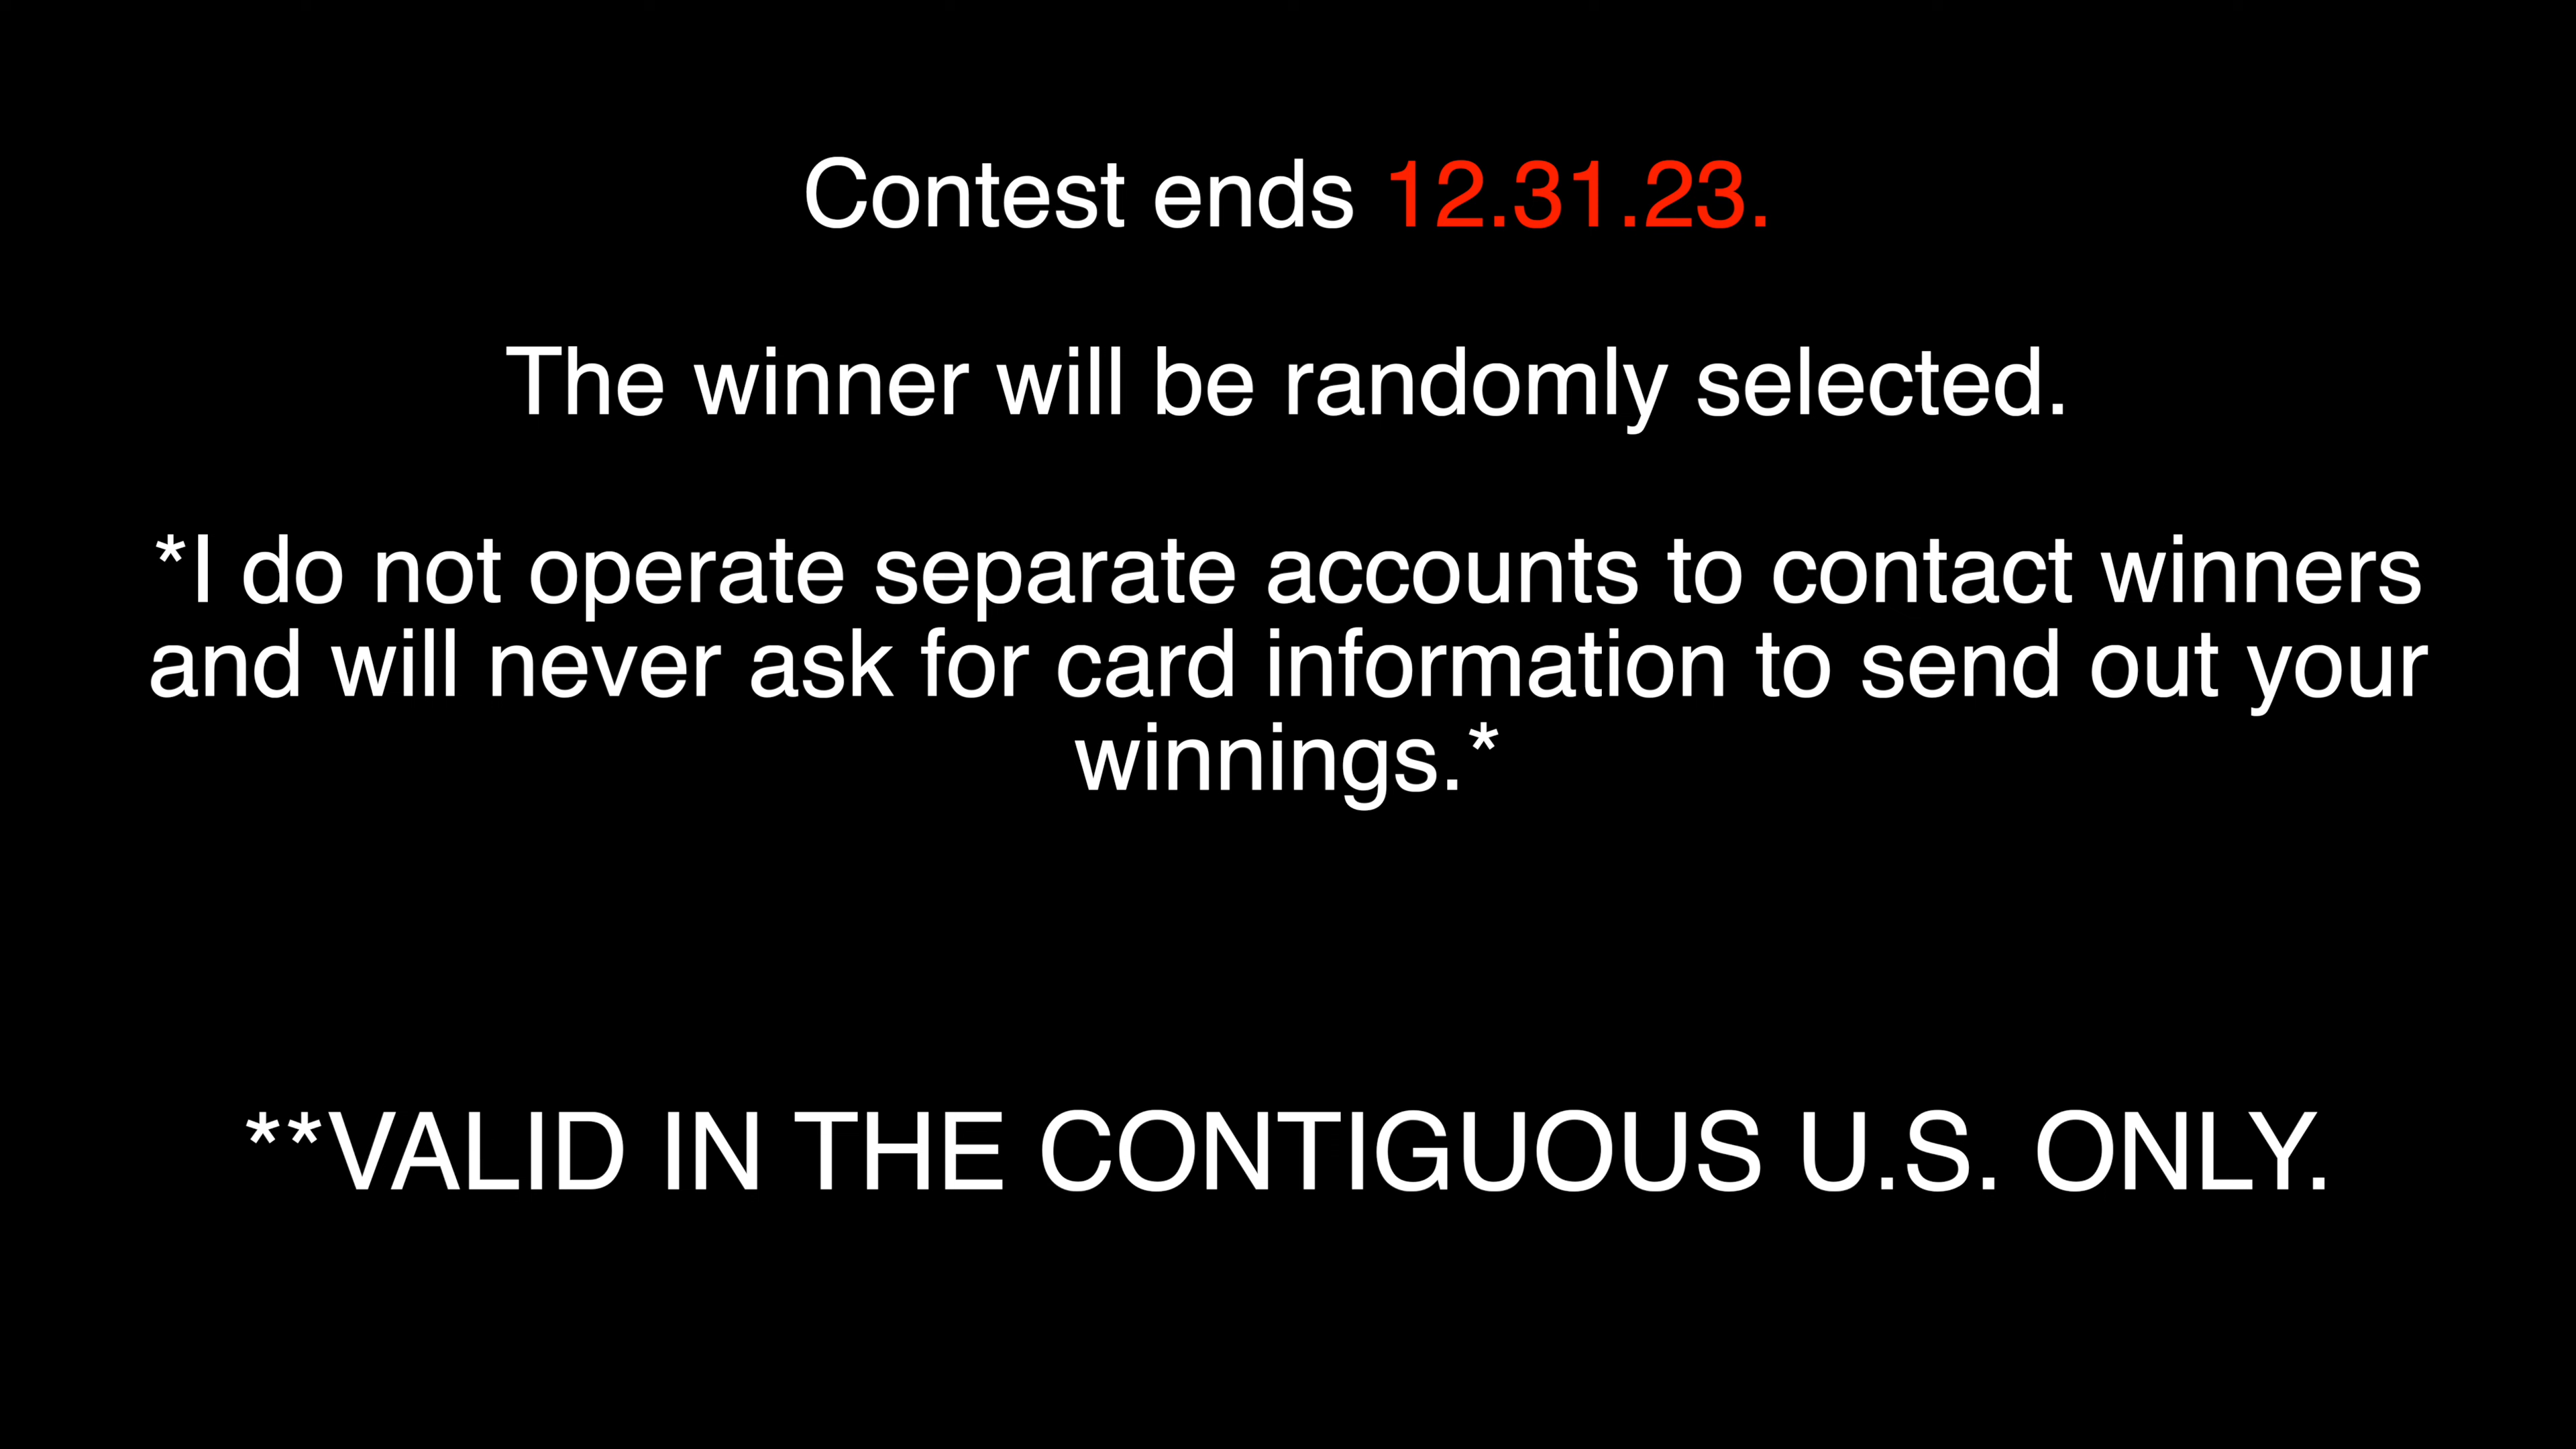 Contest ends 12.31.23.
The winner will be randomly selected.
*I do not operate separate accounts to contact winners
and will never ask for card information to send out your
winnings.*
**VALID IN THE CONTIGUOUS U.S. ONLY.